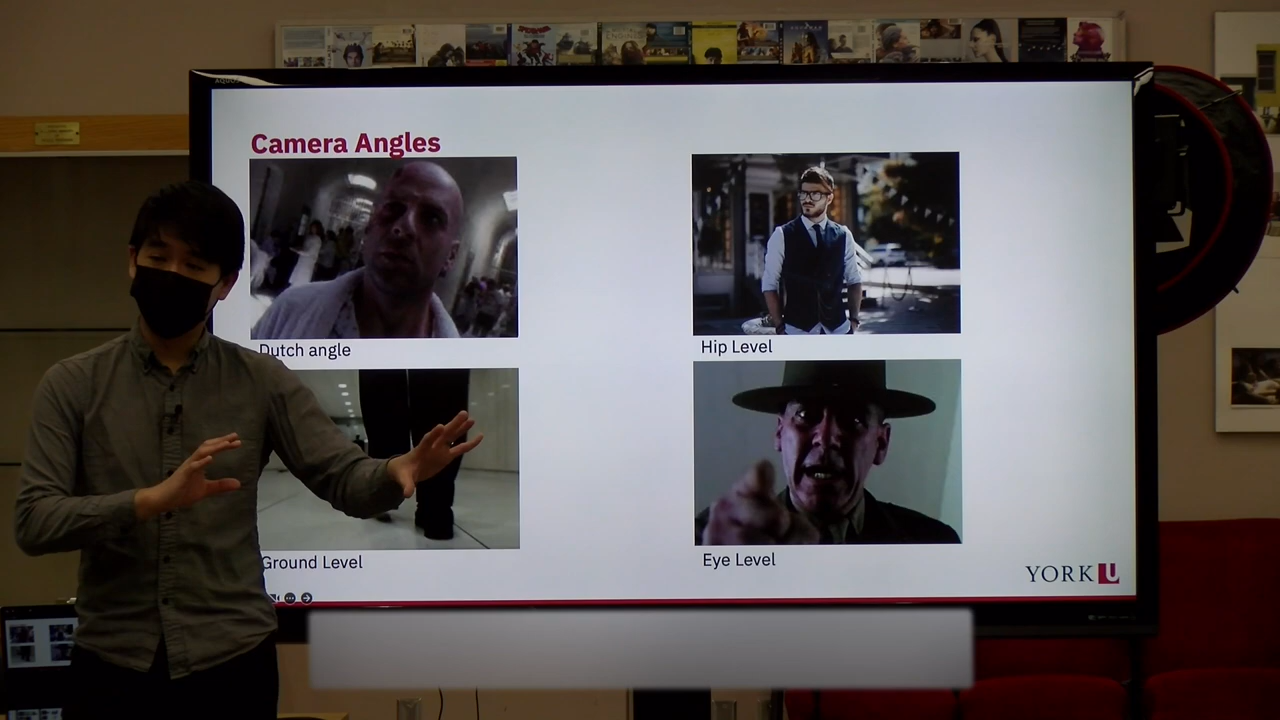 Camera Angles
Dutch angle
Hip Level
Ground Level
Eye Level
YORK U